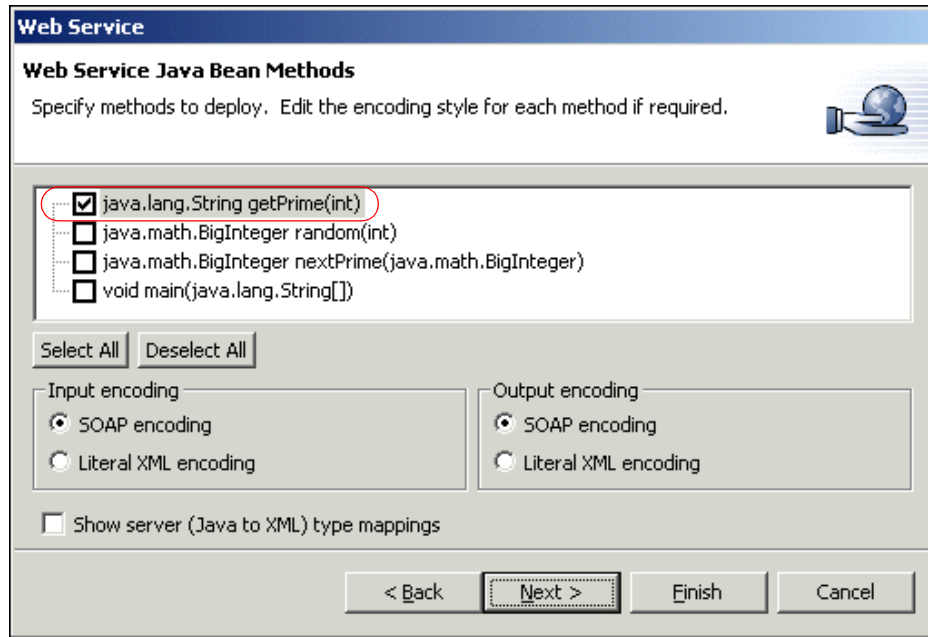 Web Service
Web Service Java Bean Methods
Specify methods to deploy. Edit the encoding style for each method if required.
java.lang.String getPrime(int)
java.math.BigInteger random(int)
java.math.BigInteger nextPrime(java.math.BigInteger)
void main(java.lang.String[])
Select All Deselect All
Input encoding
SOAP encoding
Literal XML encoding
Output encoding
SOAP encoding
Literal XML encoding
Show server (Java to XML) type mappings
< Back Next > Finish Cancel